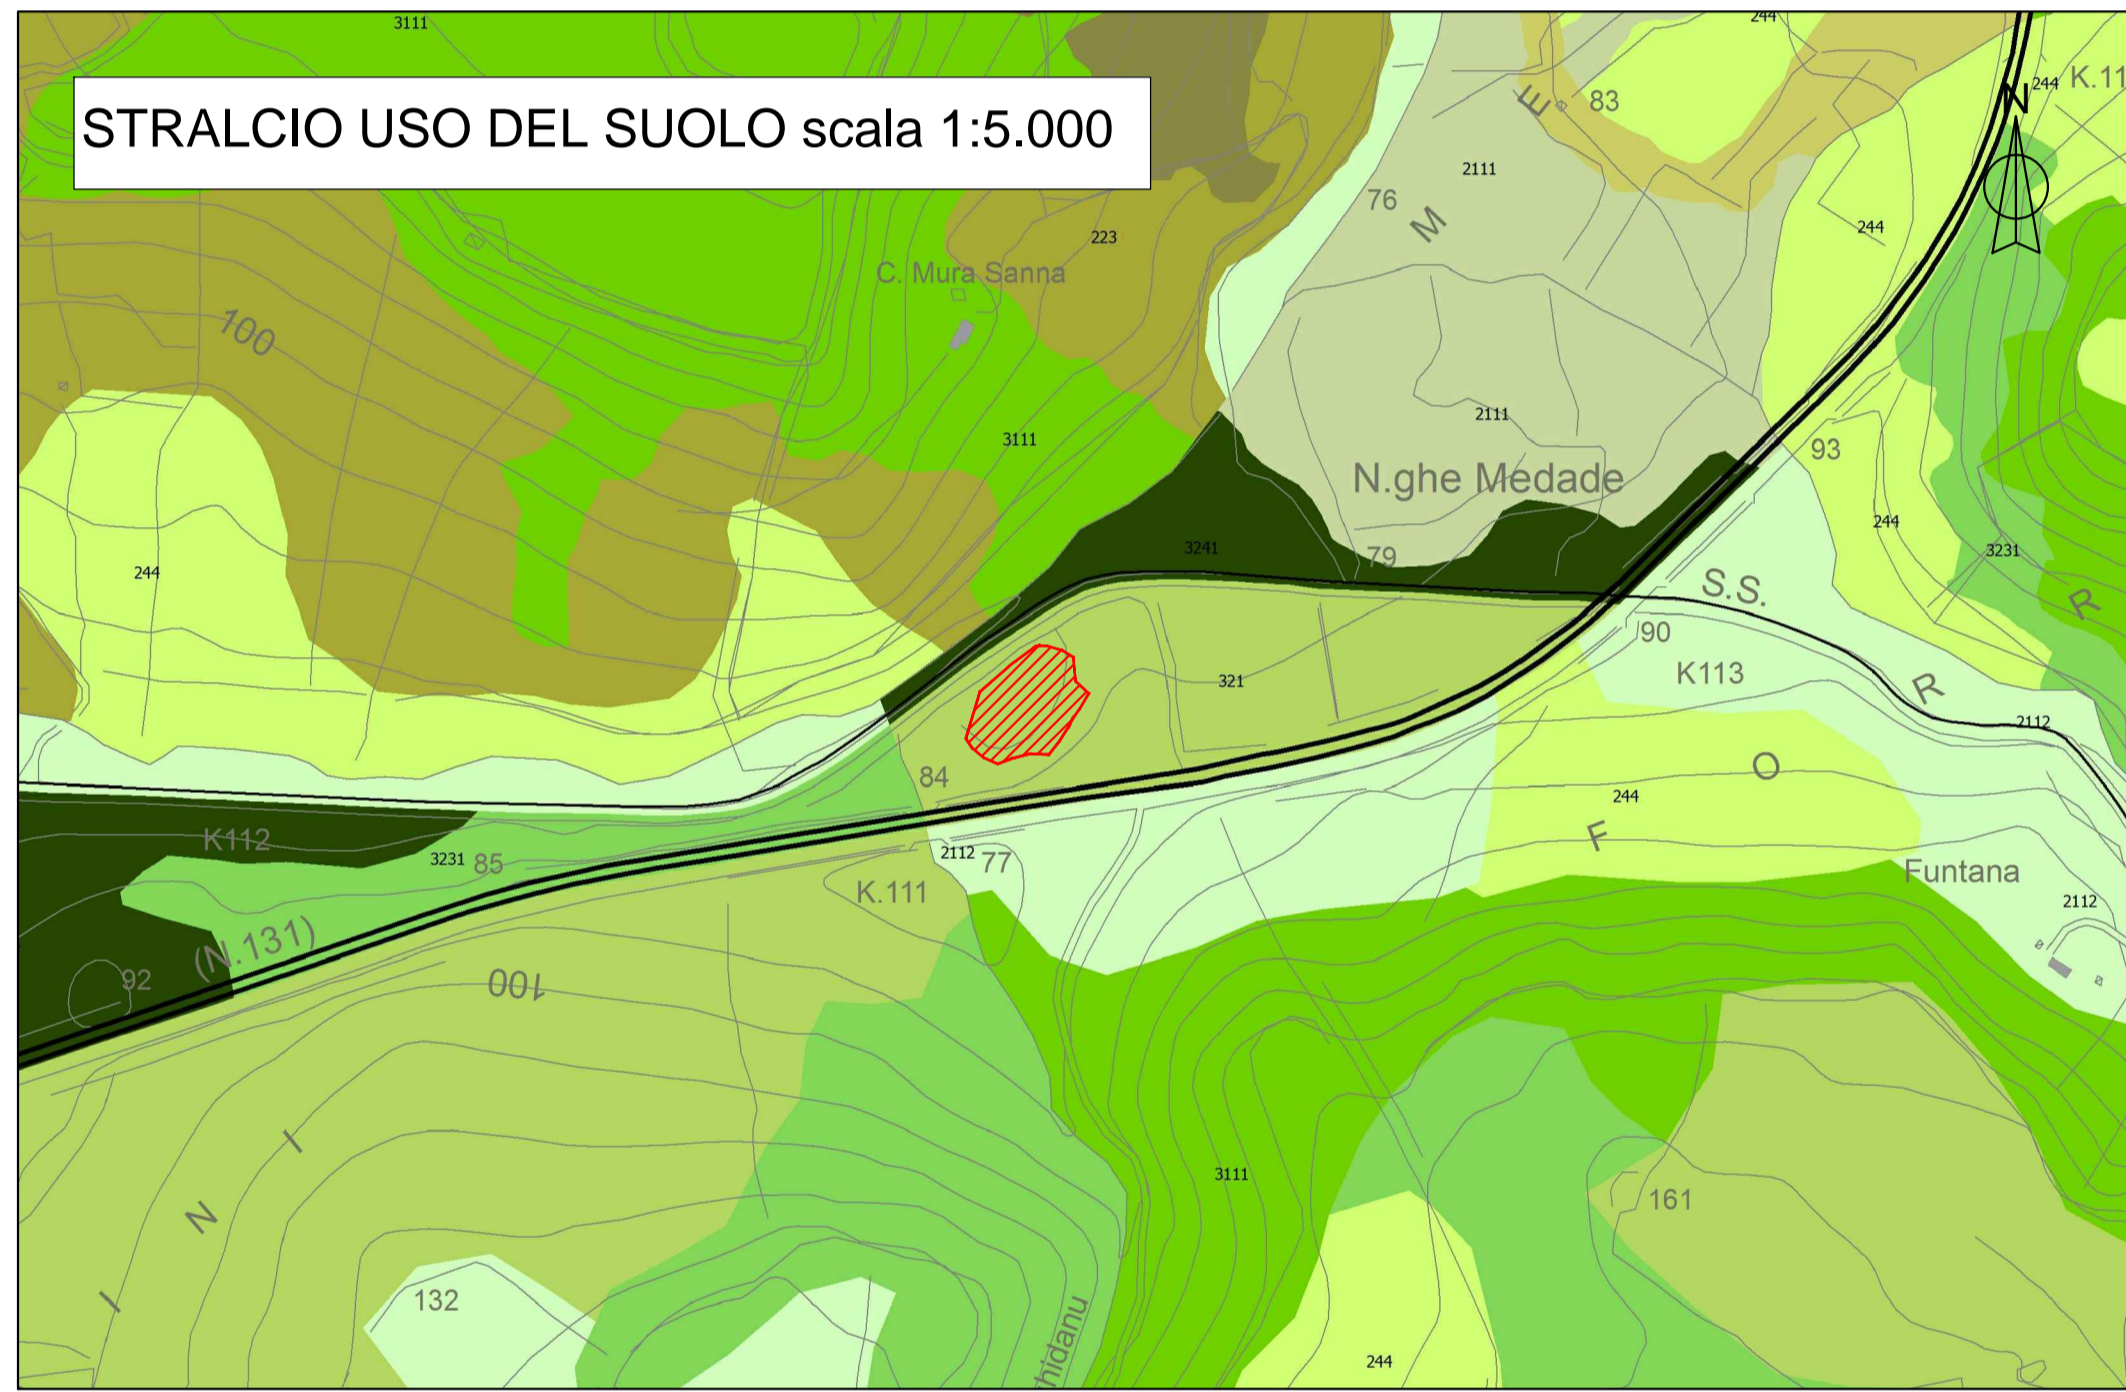 3111
244
STRALCIO USO DEL SUOLO scala 1:5.000
N
244
K.11
E
83
2111
76
M
244
223
C. Mura Sanna
100
2111
3111
93
N.ghe Medade
244
3241
79
3231
244
S.S.
R
90
K113
321
R
2112
84
O
244
F
K112
3231
85
2112
77
K.111
Funtana
2112
(N.131)
92
100
I
3111
161
N
I
132
hidanu
244